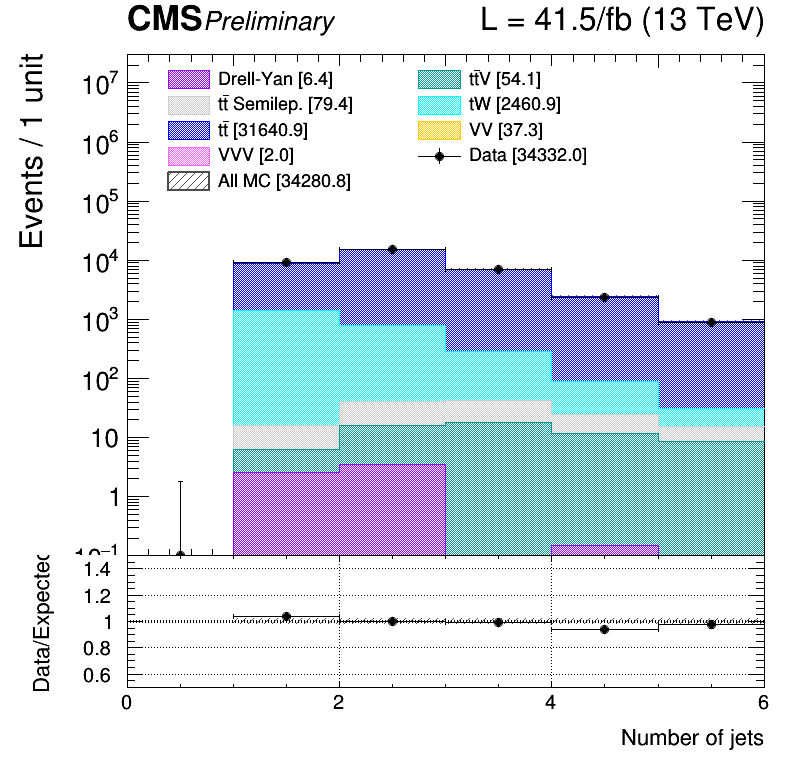 CMS Preliminary L = 41.5/fb (13 TeV)
Events / 1 unit
Drell-Yan [6.4]
tt̄V [54.1]
tt̄ Semilep. [79.4]
tW [2460.9]
tt̄ [31640.9]
VV [37.3]
VVV [2.0]
Data [34332.0]
All MC [34280.8]
10⁷
10⁶
10⁵
10⁴
10³
10²
10
1
10⁻¹
Data/Expected
1.4
1.2
1
0.8
0.6
0 2 4 6
Number of jets